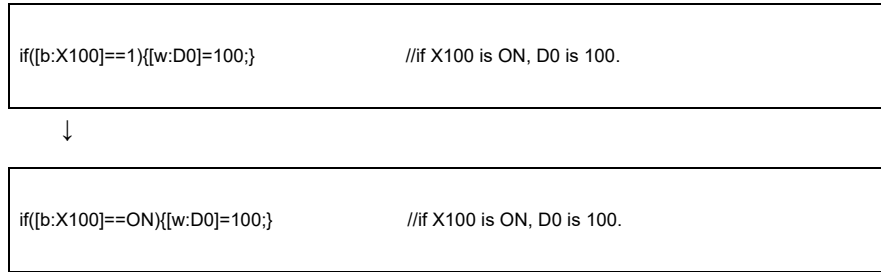 if([b:X100]==1){[w:D0]=100;} //if X100 is ON, D0 is 100.
↓
if([b:X100]==ON){[w:D0]=100;} //if X100 is ON, D0 is 100.